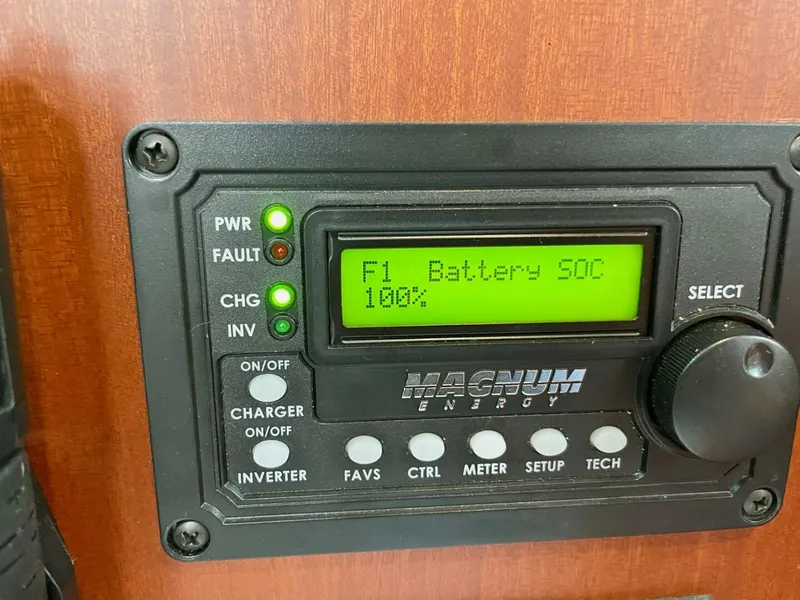 PWR
FAULT
CHG
INV
F1 Battery SOC
100%
SELECT
ON/OFF
CHARGER
ON/OFF
INVERTER
MAGNUM
ENERGY
FAVS
CTRL
METER
SETUP
TECH